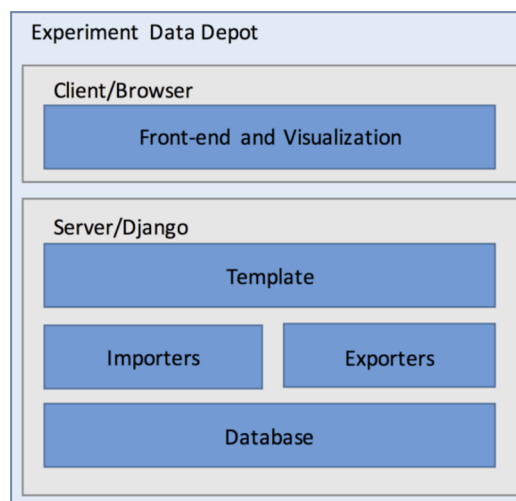 Experiment Data Depot
Client/Browser
Front-end and Visualization
Server/Django
Template
Importers
Exporters
Database